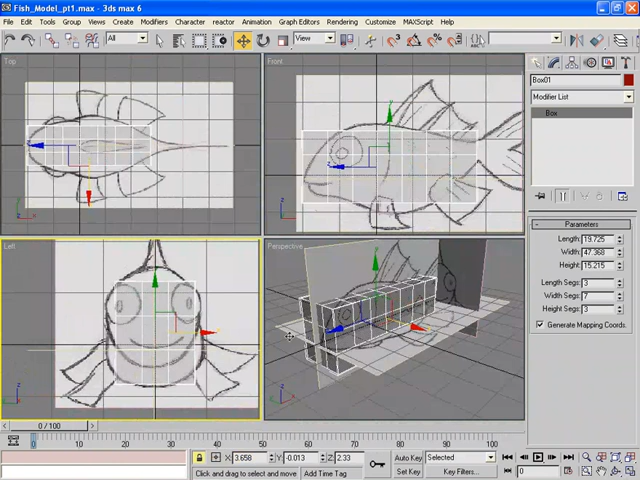 Fish_Model_pt1.max - 3ds max 6
File Edit Tools Group Views Create Modifiers Character reactor Animation Graph Editors Rendering Customize MAXScript Help
All View
Top
Front
Left
Perspective
Box01
Modifier List
Box
Parameters
Length: 19.725
Width: 47.368
Height: 15.215
Length Segs: 3
Width Segs: 7
Height Segs: 3
Generate Mapping Coords.
0 / 100
0 10 20 30 40 50 60 70 80 90 100
X: 3.658 Y: -0.013 Z: 2.33
Auto Key Selected
Click and drag to select and move Add Time Tag
Set Key Key Filters...
0